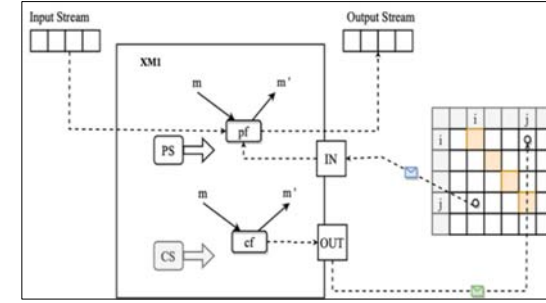 Input Stream
Output Stream
XM1
m
m'
pf
PS
IN
i
j
i
j
m
m'
cf
OUT
CS